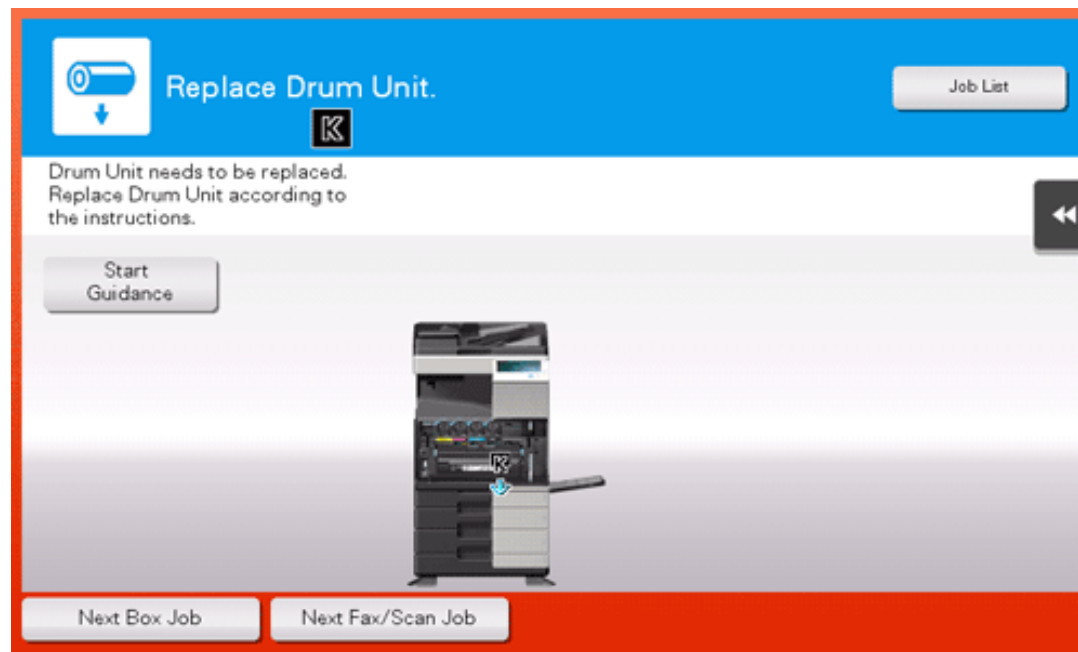 Replace Drum Unit.
K
Job List
Drum Unit needs to be replaced.
Replace Drum Unit according to
the instructions.
Start
Guidance
K
Next Box Job
Next Fax/Scan Job